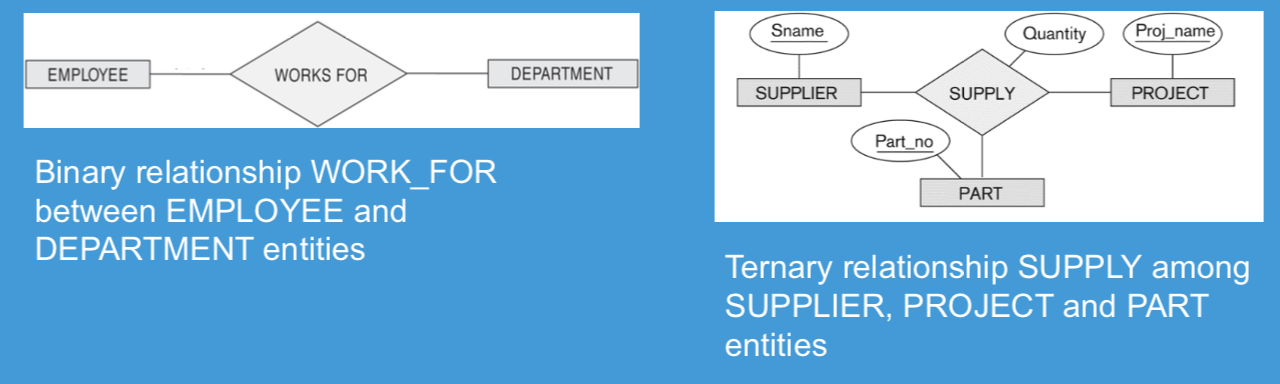 EMPLOYEE
WORKS FOR
DEPARTMENT
Binary relationship WORK_FOR
between EMPLOYEE and
DEPARTMENT entities
Sname
Quantity
Proj_name
SUPPLIER
SUPPLY
PROJECT
Part_no
PART
Ternary relationship SUPPLY among
SUPPLIER, PROJECT and PART
entities